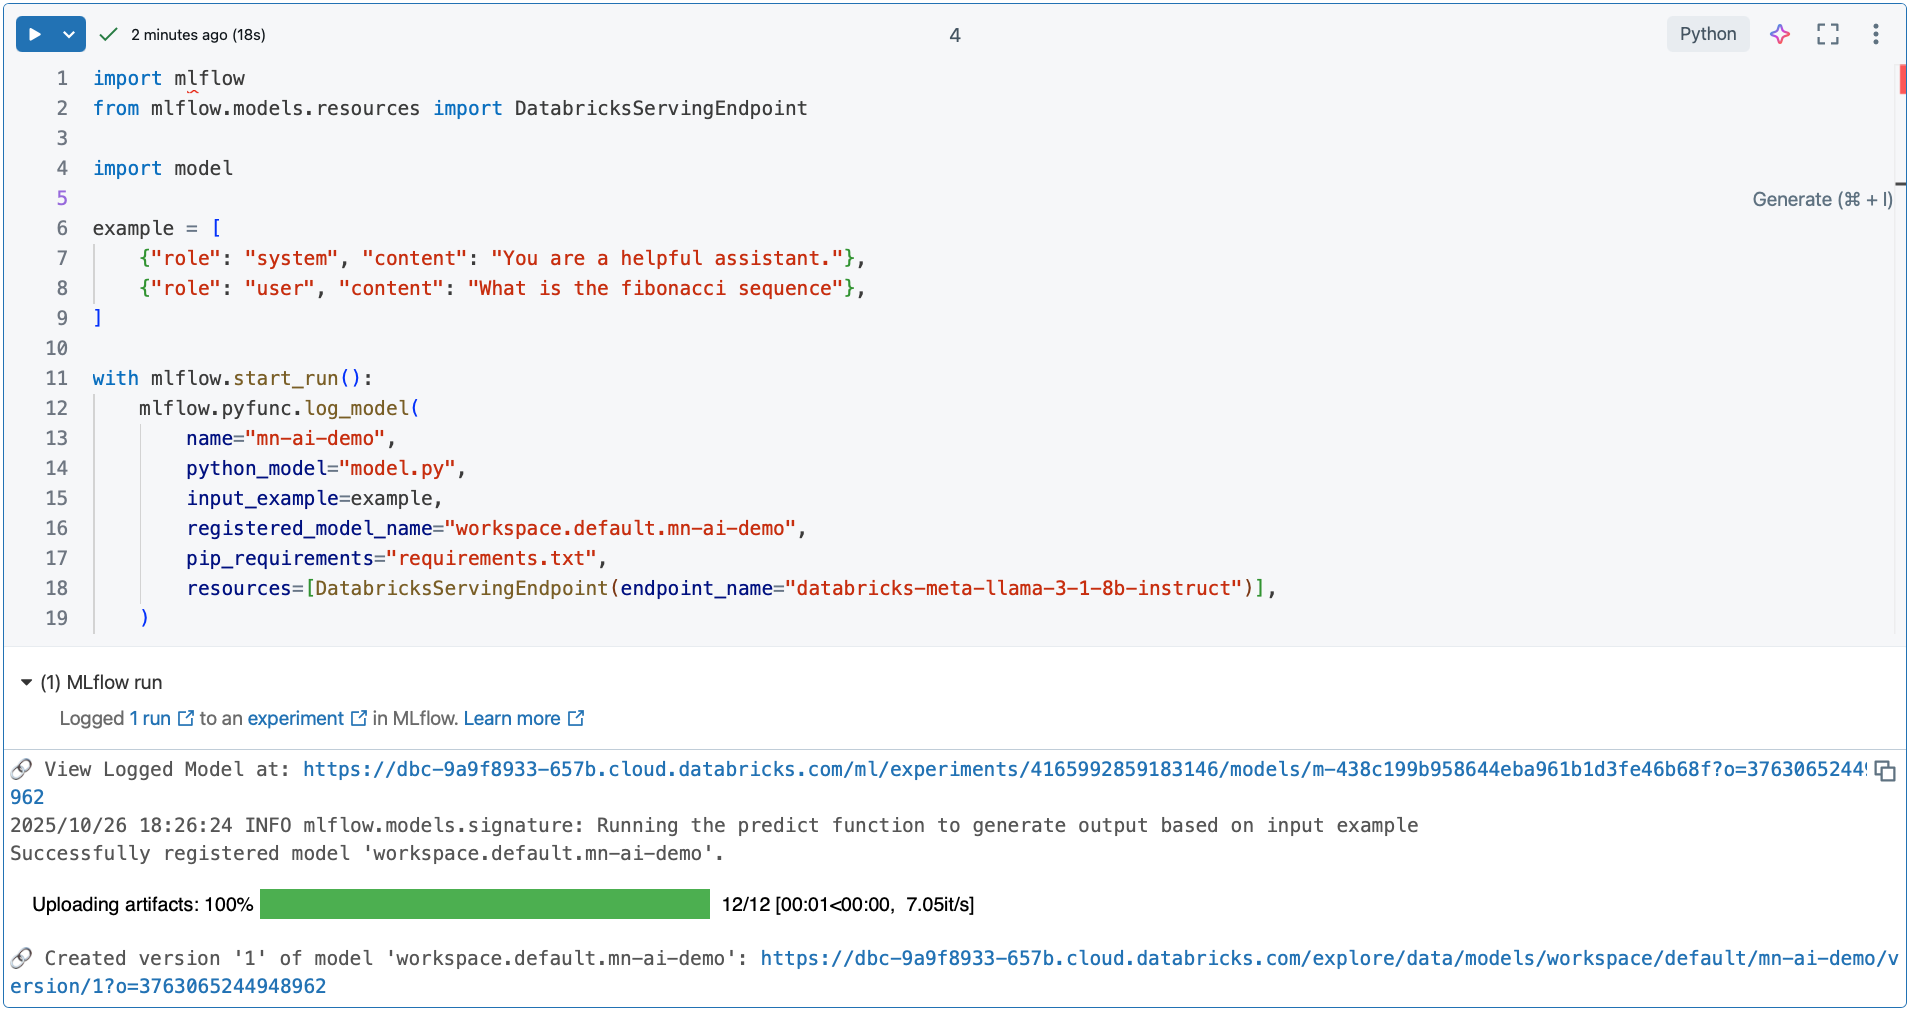 2 minutes ago (18s)
4
Python
1 import mlflow
2 from mlflow.models.resources import DatabricksServingEndpoint
3
4 import model
5
Generate (⌘ + I)
6 example = [
7 {"role": "system", "content": "You are a helpful assistant."},
8 {"role": "user", "content": "What is the fibonacci sequence"},
9 ]
10
11 with mlflow.start_run():
12 mlflow.pyfunc.log_model(
13 name="mn-ai-demo",
14 python_model="model.py",
15 input_example=example,
16 registered_model_name="workspace.default.mn-ai-demo",
17 pip_requirements="requirements.txt",
18 resources=[DatabricksServingEndpoint(endpoint_name="databricks-meta-llama-3-1-8b-instruct")],
19 )
(1) MLflow run
Logged 1 run to an experiment in MLflow. Learn more
🔗 View Logged Model at: https://dbc-9a9f8933-657b.cloud.databricks.com/ml/experiments/4165992859183146/models/m-438c199b958644eba961b1d3fe46b68f?o=3763065244
962
2025/10/26 18:26:24 INFO mlflow.models.signature: Running the predict function to generate output based on input example
Successfully registered model 'workspace.default.mn-ai-demo'.
Uploading artifacts: 100% 12/12 [00:01<00:00, 7.05it/s]
🔗 Created version '1' of model 'workspace.default.mn-ai-demo': https://dbc-9a9f8933-657b.cloud.databricks.com/explore/data/models/workspace/default/mn-ai-demo/v
ersion/1?o=3763065244948962